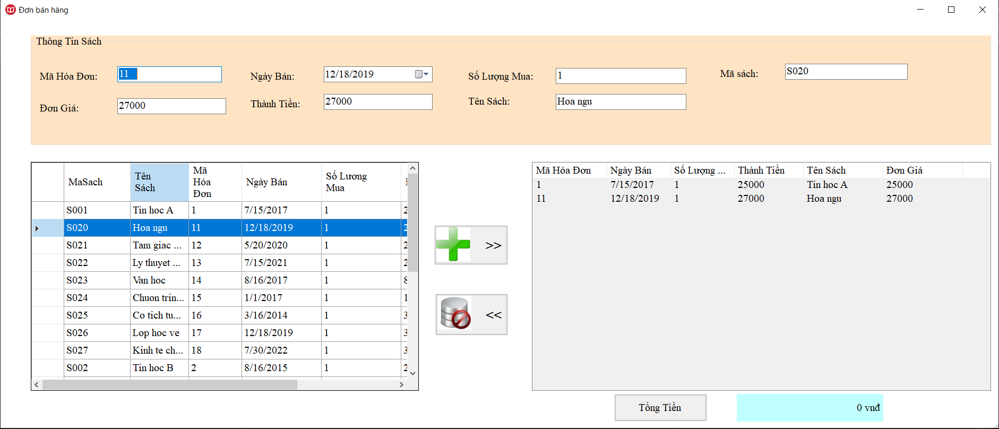 Đơn bán hàng
Thông Tin Sách
Mã Hóa Đơn: 11 Ngày Bán: 12/18/2019 Số Lượng Mua: 1 Mã sách: S020
Đơn Giá: 27000 Thành Tiền: 27000 Tên Sách: Hoa ngu
MaSach Tên Sách Mã Hóa Đơn Ngày Bán Số Lương Mua
S001 Tin hoc A 1 7/15/2017 1 2
S020 Hoa ngu 11 12/18/2019 1 2
S021 Tam giac ... 12 5/20/2020 1 2
S022 Ly thuyet ... 13 7/15/2021 1 2
S023 Van hoc 14 8/16/2017 1 8
S024 Chuon trin... 15 1/1/2017 1 1
S025 Co tich tu... 16 3/16/2014 1 3
S026 Lop hoc ve 17 12/18/2019 1 3
S027 Kinh te ch... 18 7/30/2022 1 3
S002 Tin hoc B 2 8/16/2015 1 2
>>
<<
Mã Hóa Đơn Ngày Bán Số Lượng ... Thành Tiền Tên Sách Đơn Giá
1 7/15/2017 1 25000 Tin hoc A 25000
11 12/18/2019 1 27000 Hoa ngu 27000
Tổng Tiền 0 vnđ